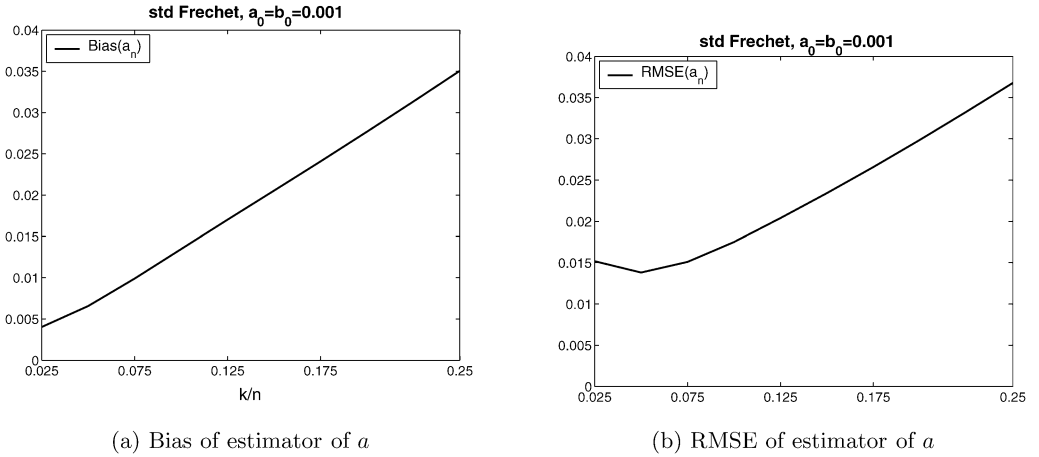 std Frechet, a0=b0=0.001
0.04
Bias(an)
0.035
0.03
0.025
0.02
0.015
0.01
0.005
0
0.025 0.075 0.125 0.175 0.25
k/n
(a) Bias of estimator of a
std Frechet, a0=b0=0.001
0.04
RMSE(an)
0.035
0.03
0.025
0.02
0.015
0.01
0.005
0
0.025 0.075 0.125 0.175 0.25
(b) RMSE of estimator of a